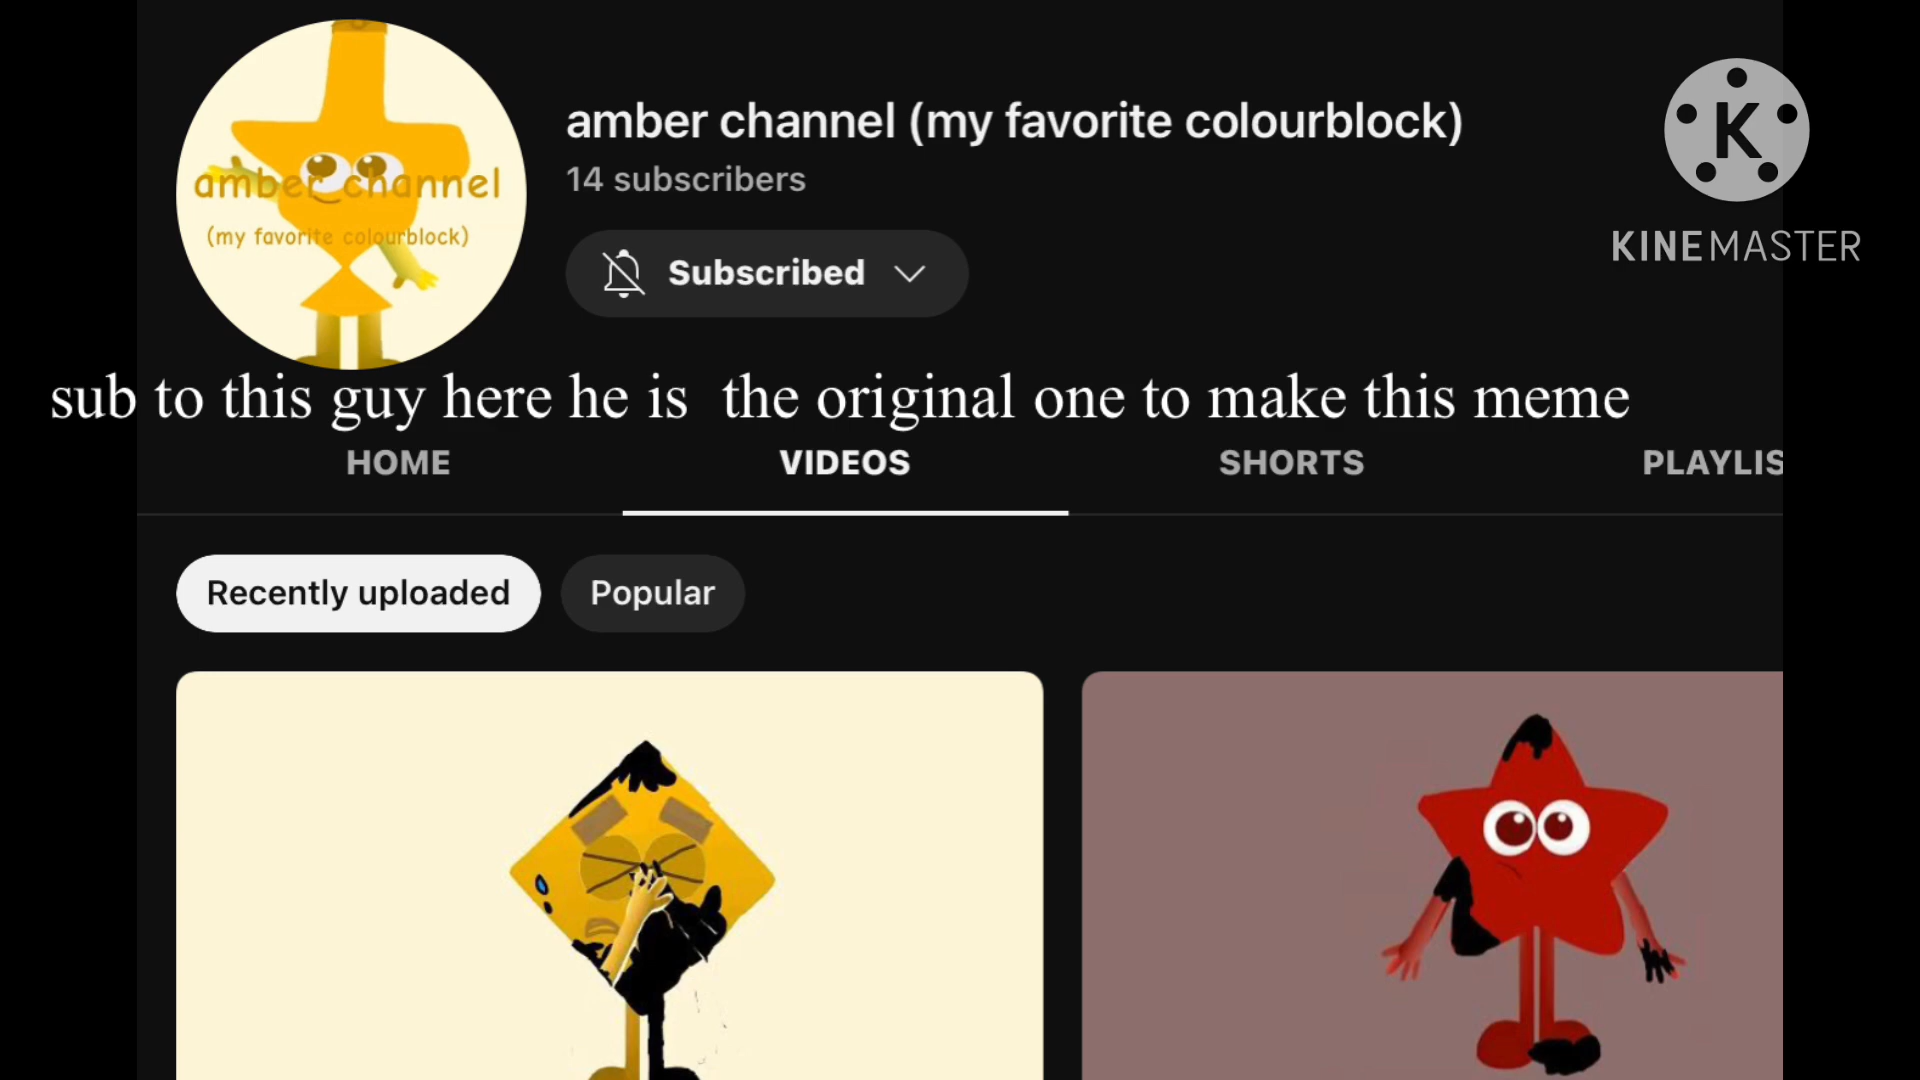 amber channel
(my favorite colourblock)
amber channel (my favorite colourblock)
14 subscribers
Subscribed
K
KINEMASTER
sub to this guy here he is  the original one to make this meme
HOME
VIDEOS
SHORTS
PLAYLIS
Recently uploaded
Popular